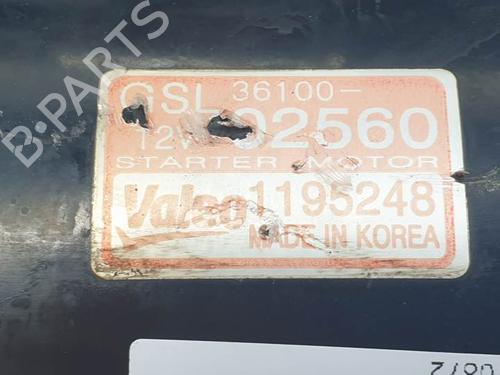 B-PARTS
GSL 36100-
12V 02560
STARTER MOTOR
Valeo 1195248
MADE IN KOREA